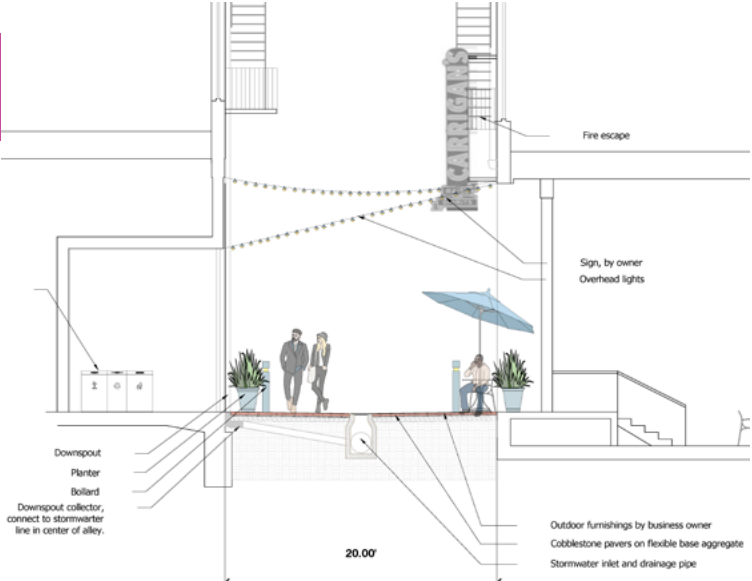 CARRIGAN'S
Fire escape
Sign, by owner
Overhead lights
Downspout
Planter
Bollard
Downspout collector,
connect to stormwarter
line in center of alley.
20.00'
Outdoor furnishings by business owner
Cobblestone pavers on flexible base aggregate
Stormwater inlet and drainage pipe